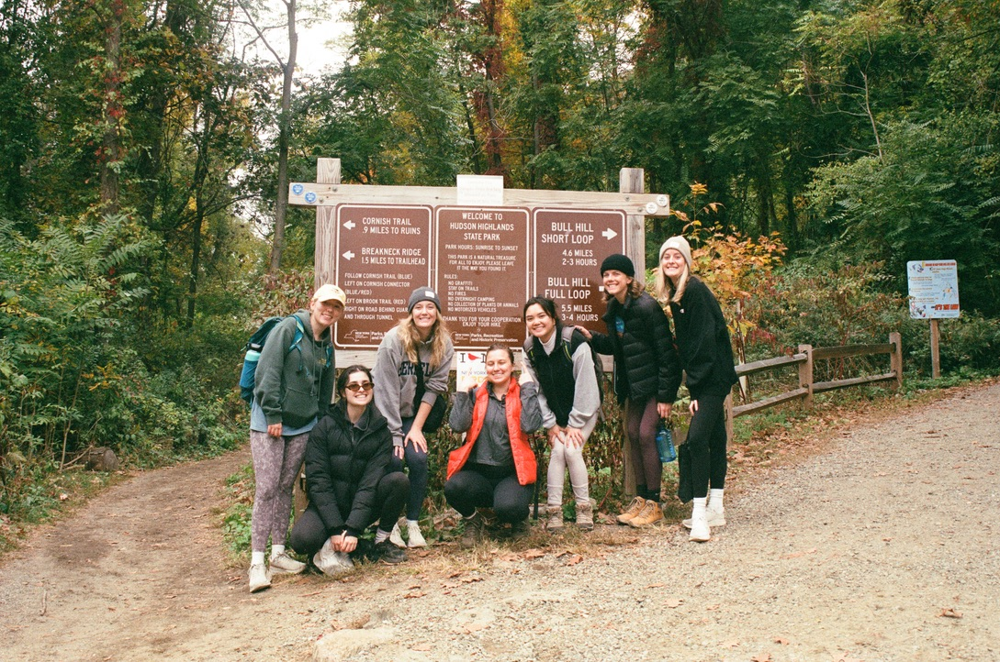 CORNISH TRAIL
.9 MILES TO RUINS
BREAKNECK RIDGE
1.5 MILES TO TRAILHEAD
FOLLOW CORNISH TRAIL (BLUE)
LEFT ON CORNISH CONNECTOR
(BLUE/RED)
LEFT ON BROOK TRAIL (RED)
RIGHT ON ROAD BEHIND
AND THROUGH TUNNEL
Parks, Recreation
and Historic Preservation
WELCOME TO
HUDSON HIGHLANDS
STATE PARK
PARK HOURS: SUNRISE TO SUNSET
THIS PARK IS A NATURAL TREASURE
FOR ALL TO ENJOY PLEASE LEAVE
IT THE WAY YOU FOUND IT.
RULES:
NO GRAFFITI
STAY ON TRAILS
NO FIRES
NO OVERNIGHT CAMPING
NO COLLECTION OF PLANTS OR ANIMALS
NO MOTORIZED VEHICLES
THANK YOU FOR YOUR COOPERATION
ENJOY YOUR HIKE
Parks, Recreation
and Historic Preservation
BULL HILL
SHORT LOOP
4.6 MILES
2-3 HOURS
BULL HILL
FULL LOOP
5.5 MILES
3-4 HOURS
I
NEW YORK